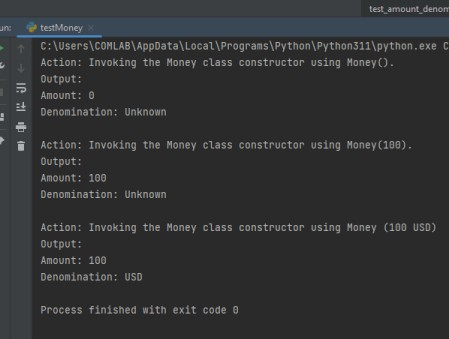 test_amount_denom
un:
testMoney
C:\Users\COMLAB\AppData\Local\Programs\Python\Python311\python.exe C
Action: Invoking the Money class constructor using Money().
Output:
Amount: 0
Denomination: Unknown
Action: Invoking the Money class constructor using Money(100).
Output:
Amount: 100
Denomination: Unknown
Action: Invoking the Money class constructor using Money (100 USD)
Output:
Amount: 100
Denomination: USD
Process finished with exit code 0